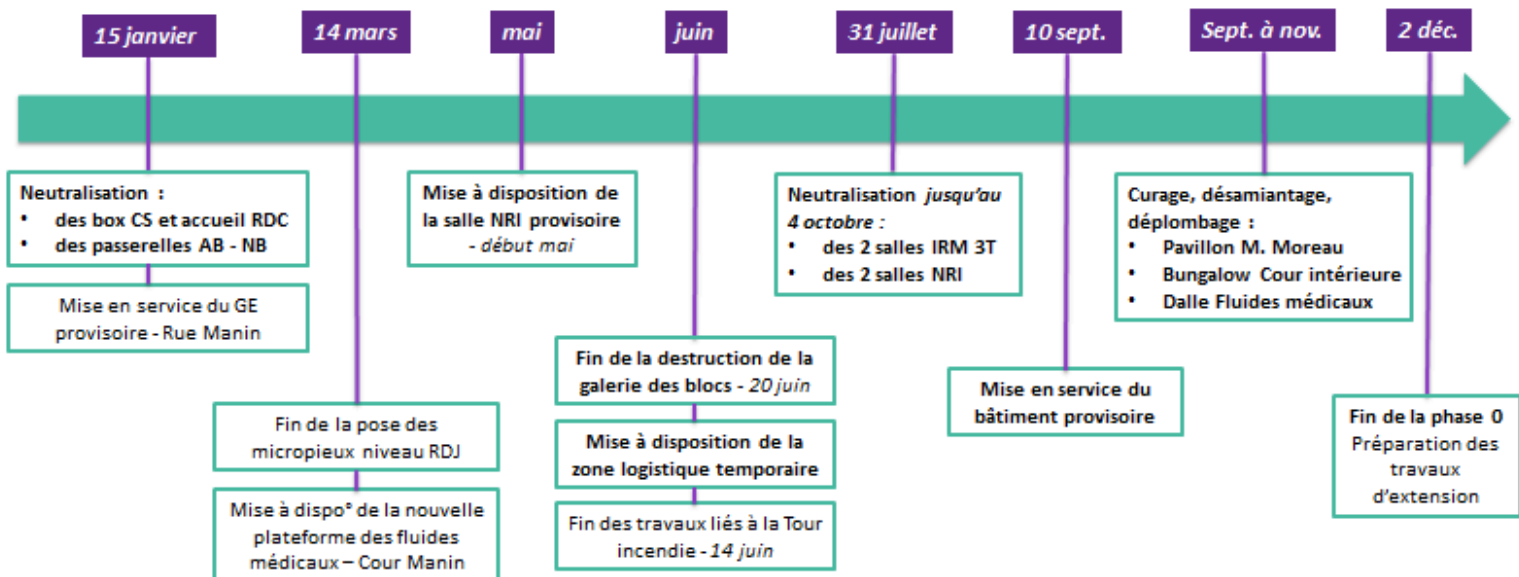 15 janvier
14 mars
mai
juin
31 juillet
10 sept.
Sept. à nov.
2 déc.
Neutralisation :
• des box CS et accueil RDC
• des passerelles AB - NB
Mise en service du GE
provisoire - Rue Manin
Fin de la pose des
micropieux niveau RDJ
Mise à dispo° de la nouvelle
plateforme des fluides
médicaux – Cour Manin
Mise à disposition de
la salle NRI provisoire
- début mai
Fin de la destruction de la
galerie des blocs - 20 juin
Mise à disposition de la
zone logistique temporaire
Fin des travaux liés à la Tour
incendie - 14 juin
Neutralisation jusqu'au
4 octobre :
• des 2 salles IRM 3T
• des 2 salles NRI
Mise en service du
bâtiment provisoire
Curage, désamiantage,
déplombage :
• Pavillon M. Moreau
• Bungalow Cour intérieure
• Dalle Fluides médicaux
Fin de la phase 0
Préparation des
travaux
d'extension